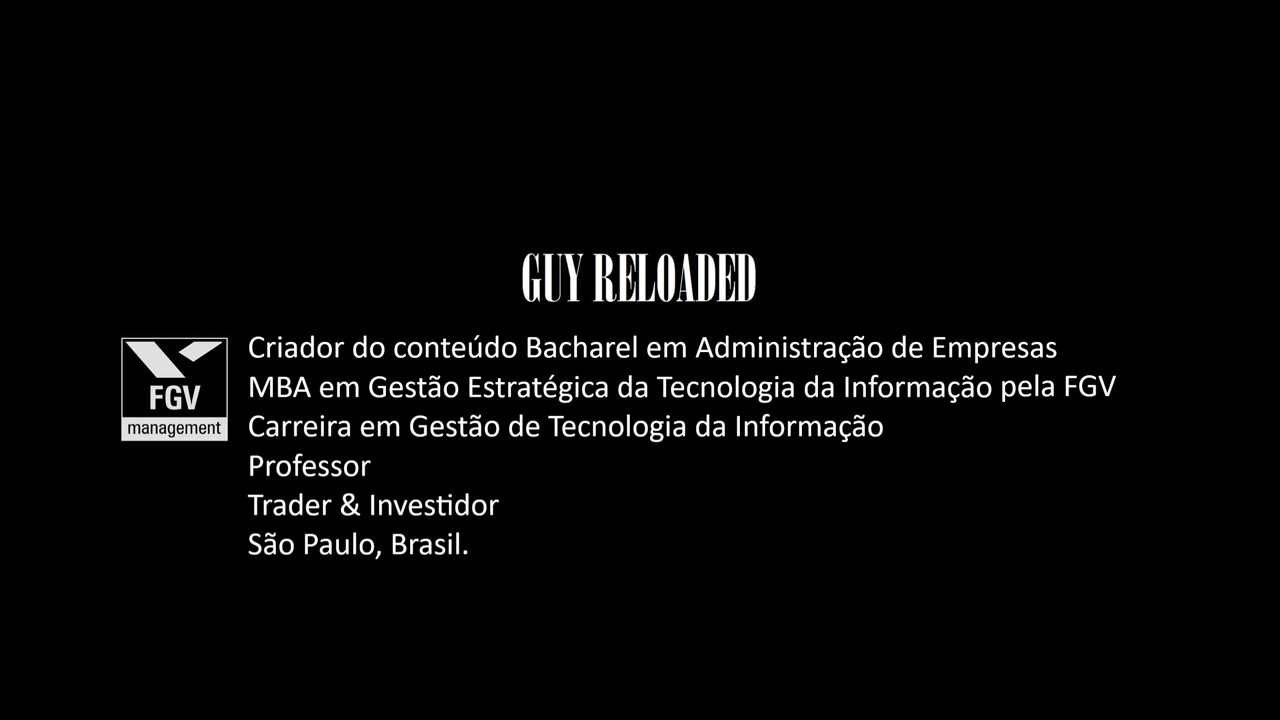 GUY RELOADED
FGV
management
Criador do conteúdo Bacharel em Administração de Empresas
MBA em Gestão Estratégica da Tecnologia da Informação pela FGV
Carreira em Gestão de Tecnologia da Informação
Professor
Trader & Investidor
São Paulo, Brasil.